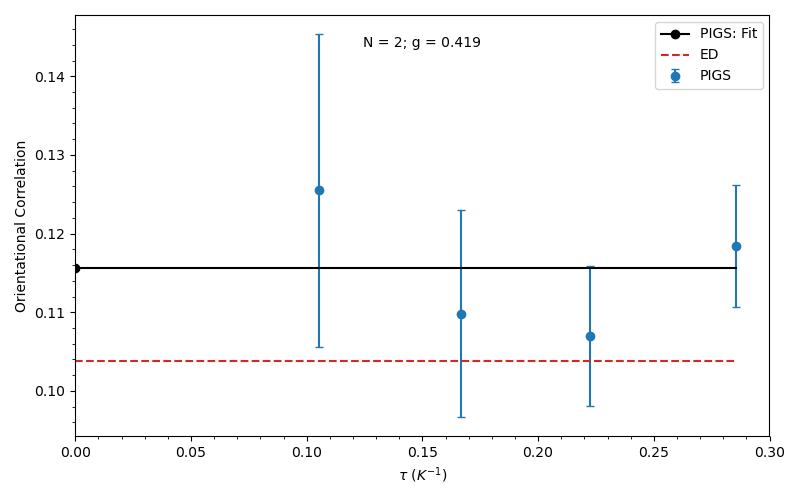 N = 2; g = 0.419
PIGS: Fit
ED
PIGS
Orientational Correlation
0.14
0.13
0.12
0.11
0.10
0.00
0.05
0.10
0.15
0.20
0.25
0.30
τ (K⁻¹)